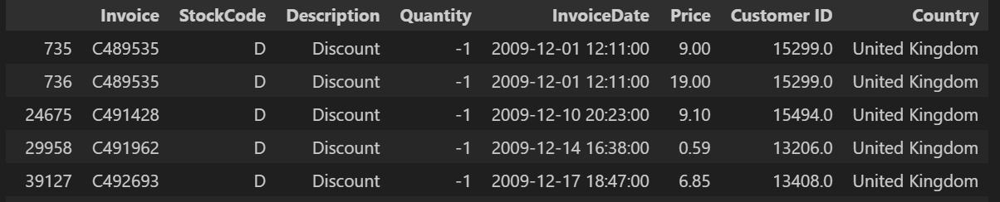 Invoice StockCode Description Quantity InvoiceDate Price Customer ID Country
735 C489535 D Discount -1 2009-12-01 12:11:00 9.00 15299.0 United Kingdom
736 C489535 D Discount -1 2009-12-01 12:11:00 19.00 15299.0 United Kingdom
24675 C491428 D Discount -1 2009-12-10 20:23:00 9.10 15494.0 United Kingdom
29958 C491962 D Discount -1 2009-12-14 16:38:00 0.59 13206.0 United Kingdom
39127 C492693 D Discount -1 2009-12-17 18:47:00 6.85 13408.0 United Kingdom